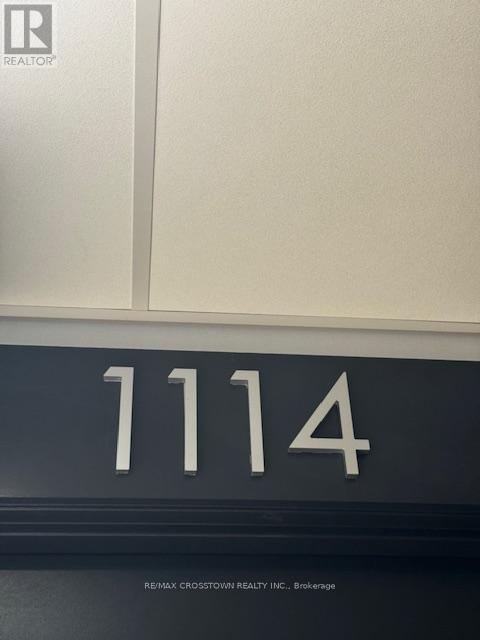 REALTOR®
1114
RE/MAX CROSSTOWN REALTY INC., Brokerage